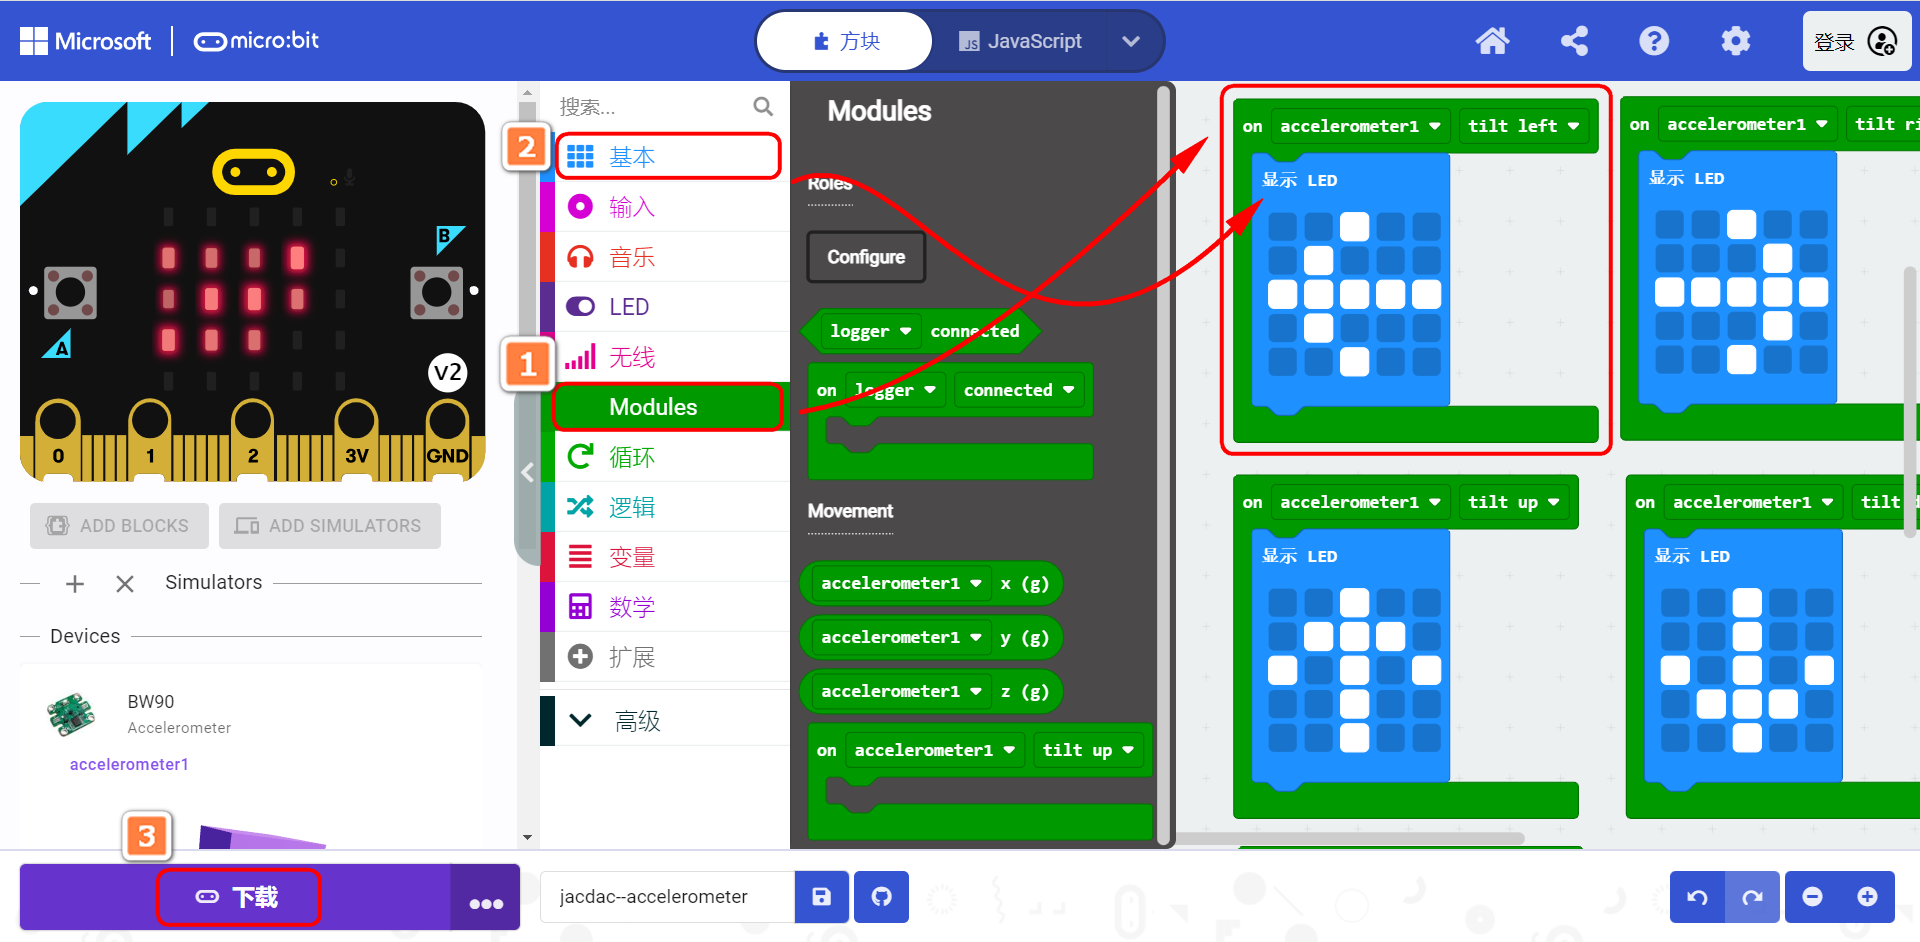 Microsoft
micro:bit
方块
JavaScript
登录
B
A
V2
0 1 2 3V GND
ADD BLOCKS
ADD SIMULATORS
Simulators
Devices
BW90
Accelerometer
accelerometer1
3
下载
搜索...
2
基本
输入
音乐
LED
1
无线
Modules
循环
逻辑
变量
数学
扩展
高级
Modules
Roles
Configure
logger connected
on logger connected
Movement
accelerometer1 x (g)
accelerometer1 y (g)
accelerometer1 z (g)
on accelerometer1 tilt up
on accelerometer1 tilt left
显示 LED
on accelerometer1 tilt ri
显示 LED
on accelerometer1 tilt up
显示 LED
on accelerometer1 tilt
显示 LED
jacdac--accelerometer